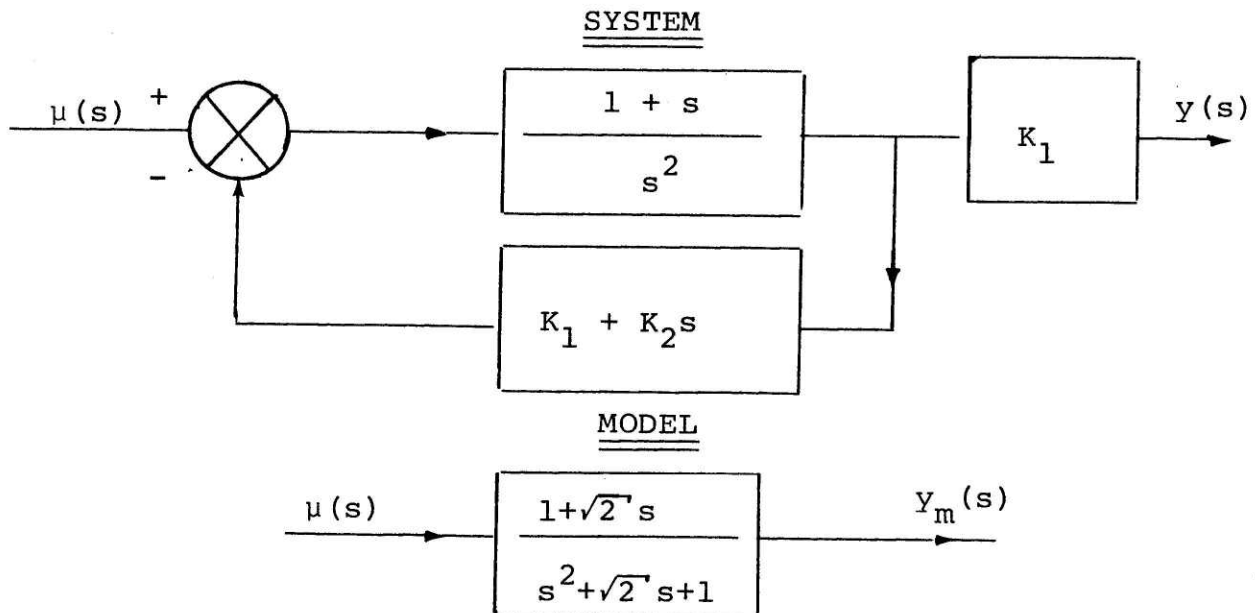 SYSTEM
μ(s)
+
-
1 + s
s²
K₁
y(s)
K₁ + K₂s
MODEL
μ(s)
1+√2 s
s²+√2 s+1
yₘ(s)